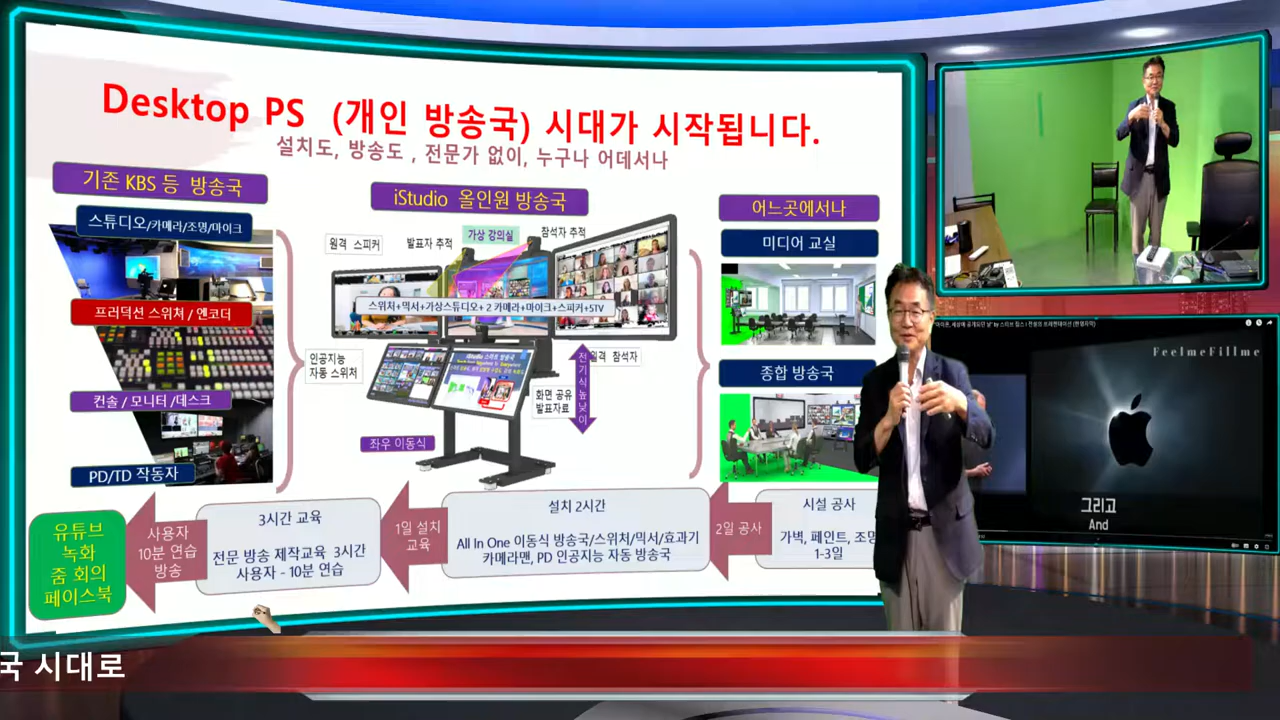 Desktop PS (개인 방송국) 시대가 시작됩니다.
설치도, 방송도 , 전문가 없이, 누구나 어데서나
기존 KBS 등 방송국
스튜디오/카메라/조명/마이크
프러덕션 스위쳐 / 엔코더
컨솔 / 모니터 /데스크
PD/TD 작동자
iStudio 올인원 방송국
원격 스피커
발표자 추적
가상 강의실
참석자 추적
스위처+믹서+가상스튜디오+ 2 카메라+마이크+스피커+5TV
인공지능
자동 스위처
원격 참석자
전기식높낮이
화면 공유
발표자료
좌우 이동식
어느곳에서나
미디어 교실
종합 방송국
유튜브
녹화
줌 회의
페이스북
사용자
10분 연습
방송
3시간 교육
전문 방송 제작교육 3시간
사용자 - 10분 연습
1일 설치
교육
설치 2시간
All In One 이동식 방송국/스위처/믹서/효과기
카메라맨, PD 인공지능 자동 방송국
2일 공사
시설 공사
가벽, 페인트, 조명
1-3일
FeelmeFillme
그리고
And
국 시대로